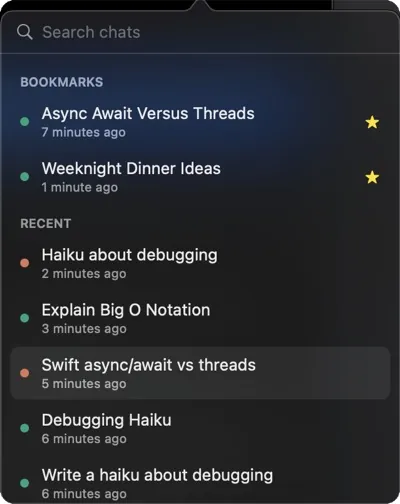 Search chats
BOOKMARKS
Async Await Versus Threads
7 minutes ago
Weeknight Dinner Ideas
1 minute ago
RECENT
Haiku about debugging
2 minutes ago
Explain Big O Notation
3 minutes ago
Swift async/await vs threads
5 minutes ago
Debugging Haiku
6 minutes ago
Write a haiku about debugging
6 minutes ago